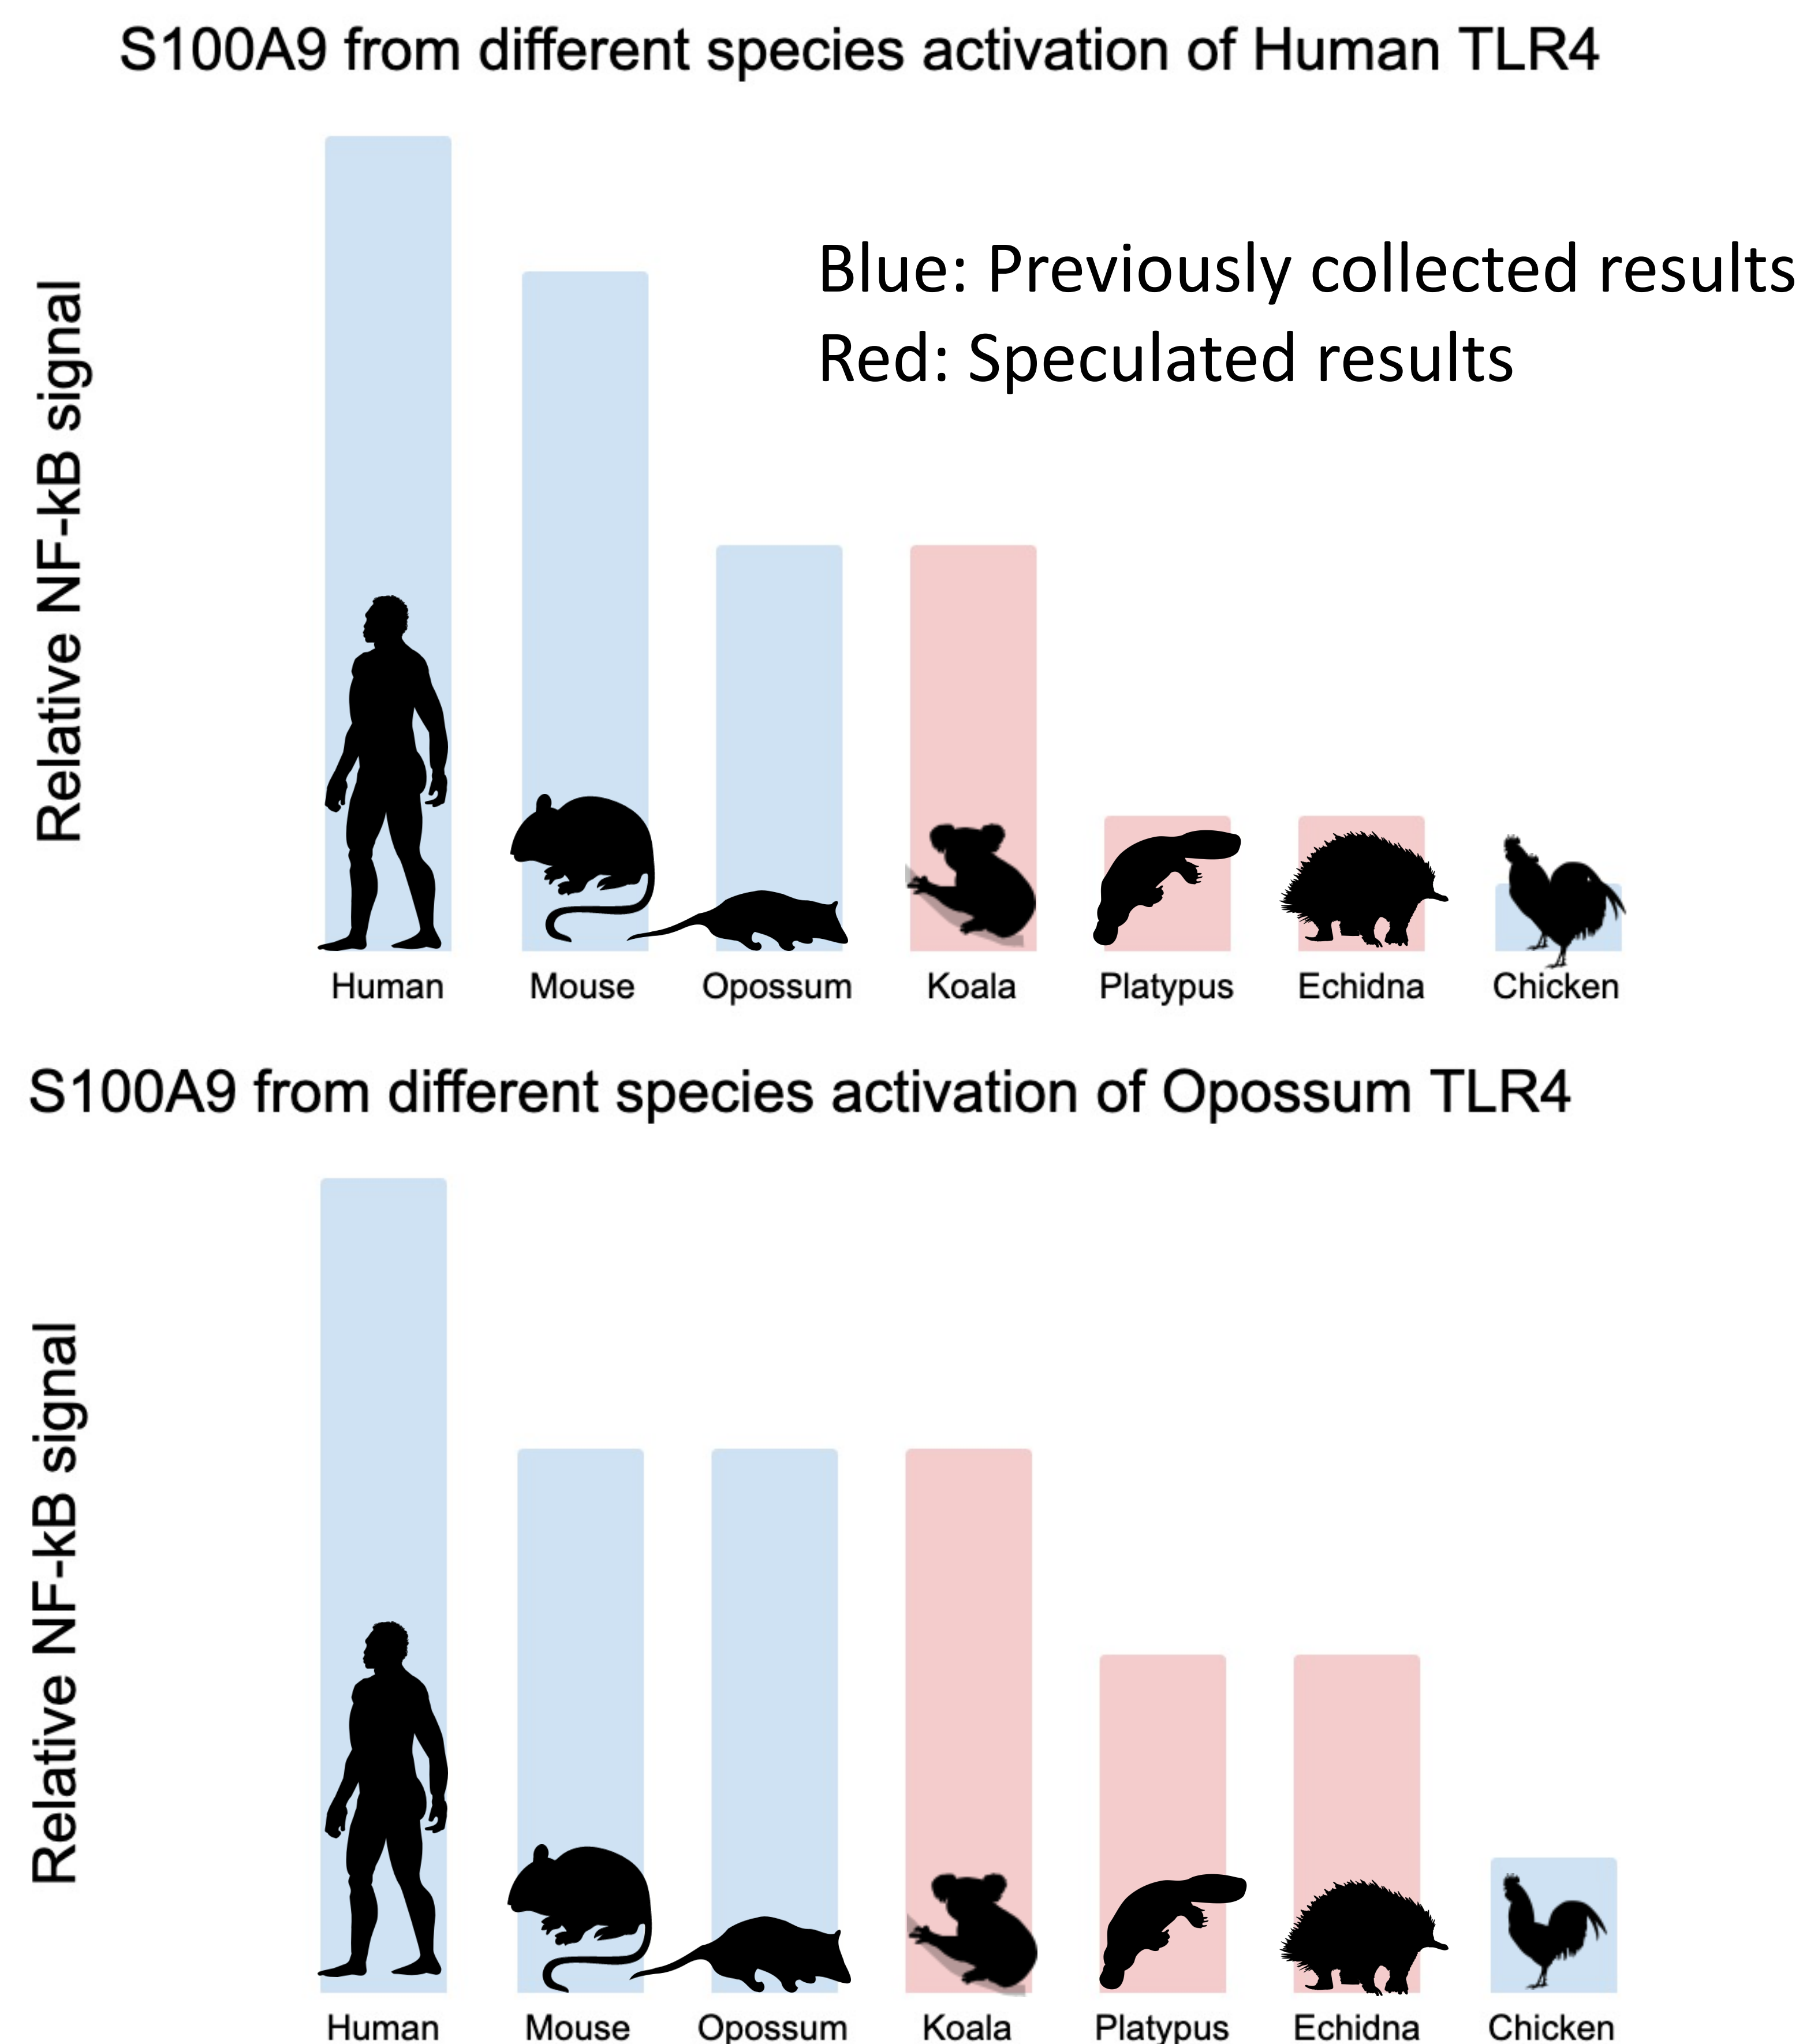 S100A9 from different species activation of Human TLR4
Relative NF-kB signal
Blue: Previously collected results
Red: Speculated results
Human Mouse Opossum Koala Platypus Echidna Chicken
S100A9 from different species activation of Opossum TLR4
Relative NF-kB signal
Human Mouse Opossum Koala Platypus Echidna Chicken